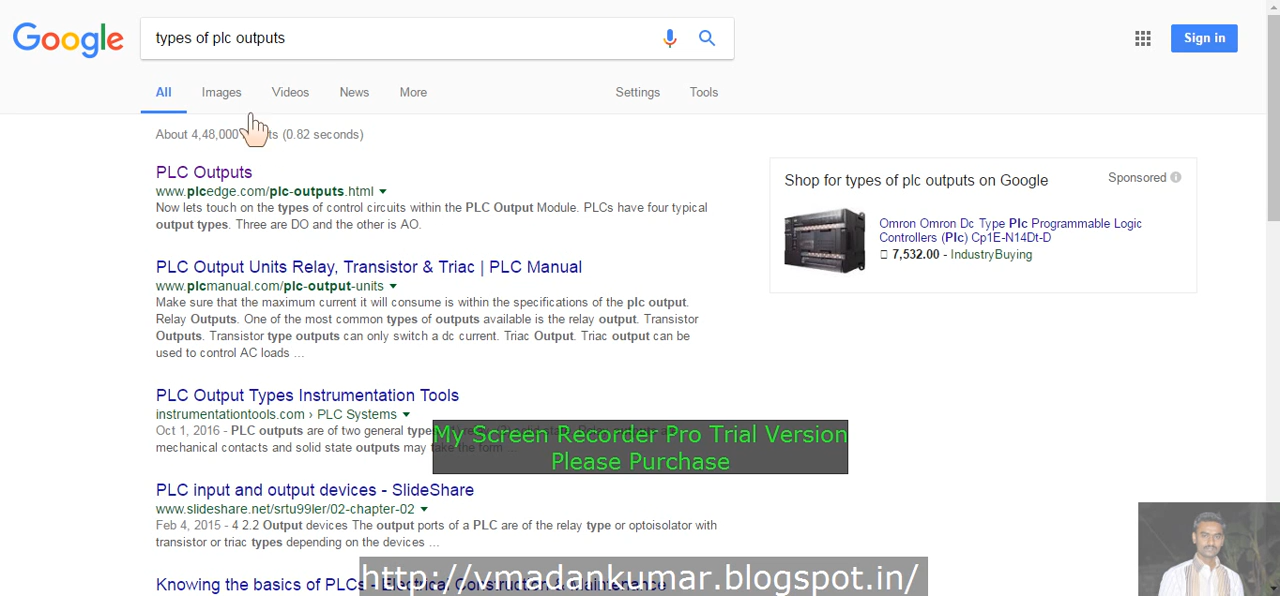 Google
types of plc outputs
Sign in
All Images Videos News More Settings Tools
About 4,48,000 ts (0.82 seconds)
PLC Outputs
www.plcedge.com/plc-outputs.html
Now lets touch on the types of control circuits within the PLC Output Module. PLCs have four typical
output types. Three are DO and the other is AO.
Shop for types of plc outputs on Google
Sponsored
Omron Omron Dc Type Plc Programmable Logic
Controllers (Plc) Cp1E-N14Dt-D
7,532.00 - IndustryBuying
PLC Output Units Relay, Transistor & Triac | PLC Manual
www.plcmanual.com/plc-output-units
Make sure that the maximum current it will consume is within the specifications of the plc output.
Relay Outputs. One of the most common types of outputs available is the relay output. Transistor
Outputs. Transistor type outputs can only switch a dc current. Triac Output. Triac output can be
used to control AC loads ...
PLC Output Types Instrumentation Tools
instrumentationtools.com › PLC Systems
Oct 1, 2016 - PLC outputs are of two general type
mechanical contacts and solid state outputs may take the form ...
My Screen Recorder Pro Trial Version
Please Purchase
PLC input and output devices - SlideShare
www.slideshare.net/srtu99ler/02-chapter-02
Feb 4, 2015 - 4 2.2 Output devices The output ports of a PLC are of the relay type or optoisolator with
transistor or triac types depending on the devices ...
Knowing the basics of PLCs - Electrical Construction & Maintenance
http://vmadankumar.blogspot.in/